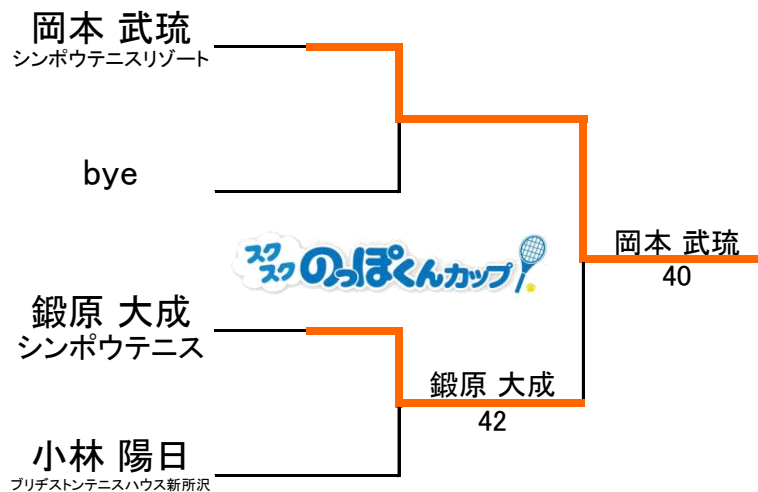 岡本 武琉
シンポウテニスリゾート
bye
スク
スク
のっぽくんカップ
岡本 武琉
40
鍛原 大成
シンポウテニス
鍛原 大成
42
小林 陽日
ブリヂストンテニスハウス新所沢